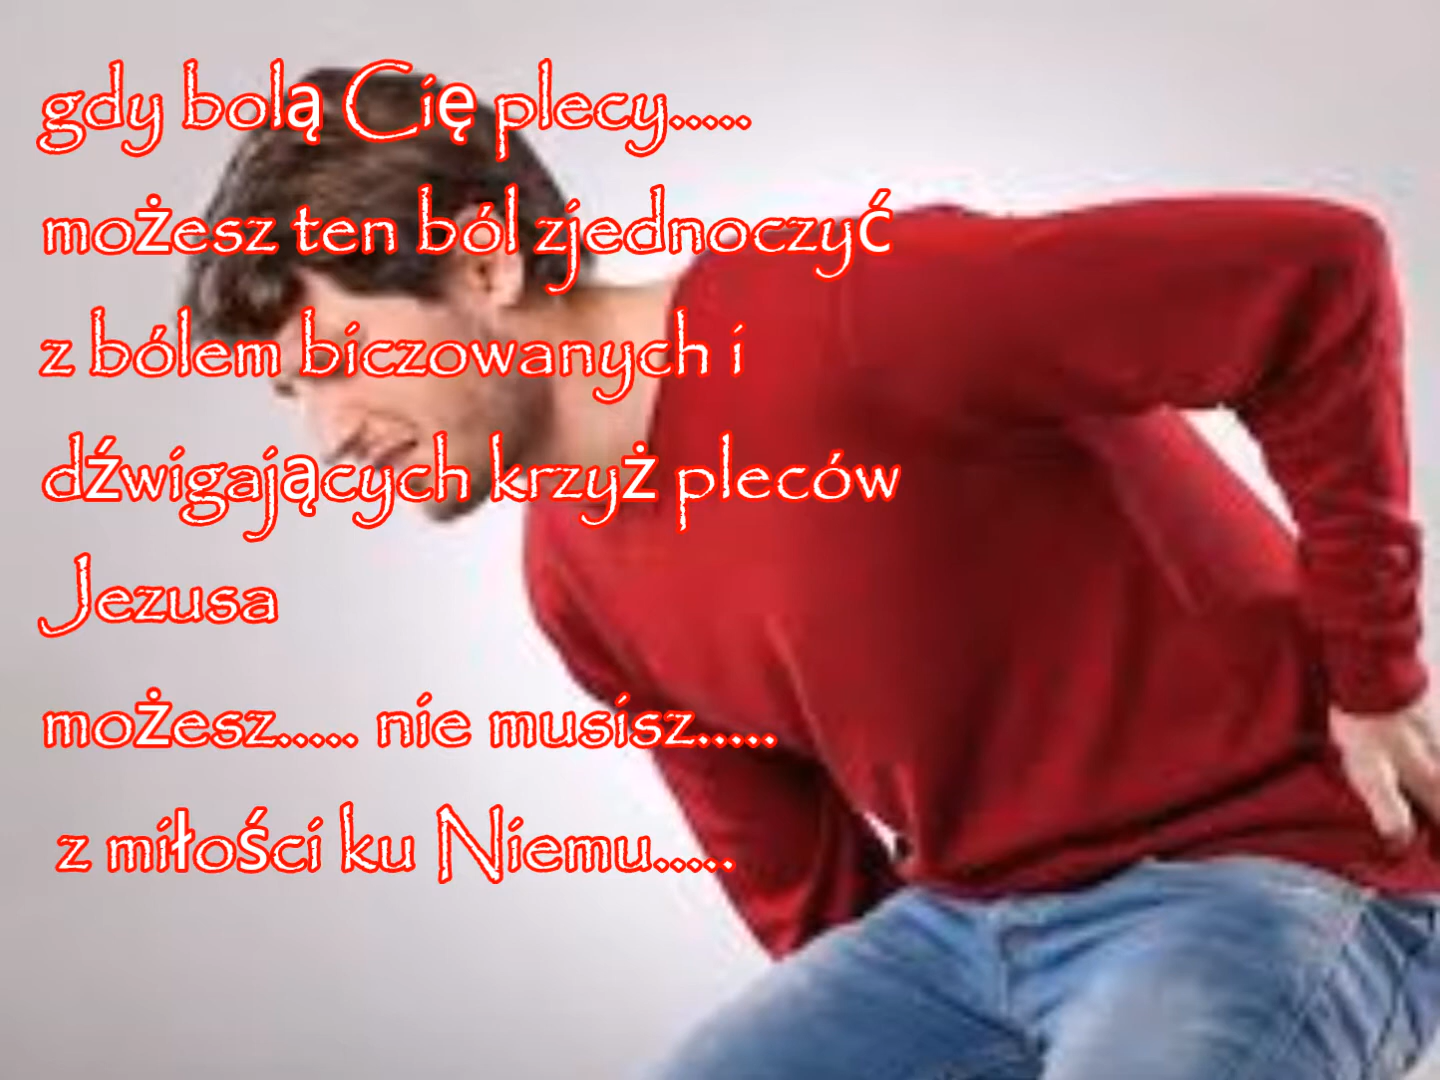 gdy bolą Cię plecy.....
możesz ten ból zjednoczyć
z bólem biczowanych i
dźwigających krzyż pleców
Jezusa
możesz..... nie musisz.....
z miłości ku Niemu.....